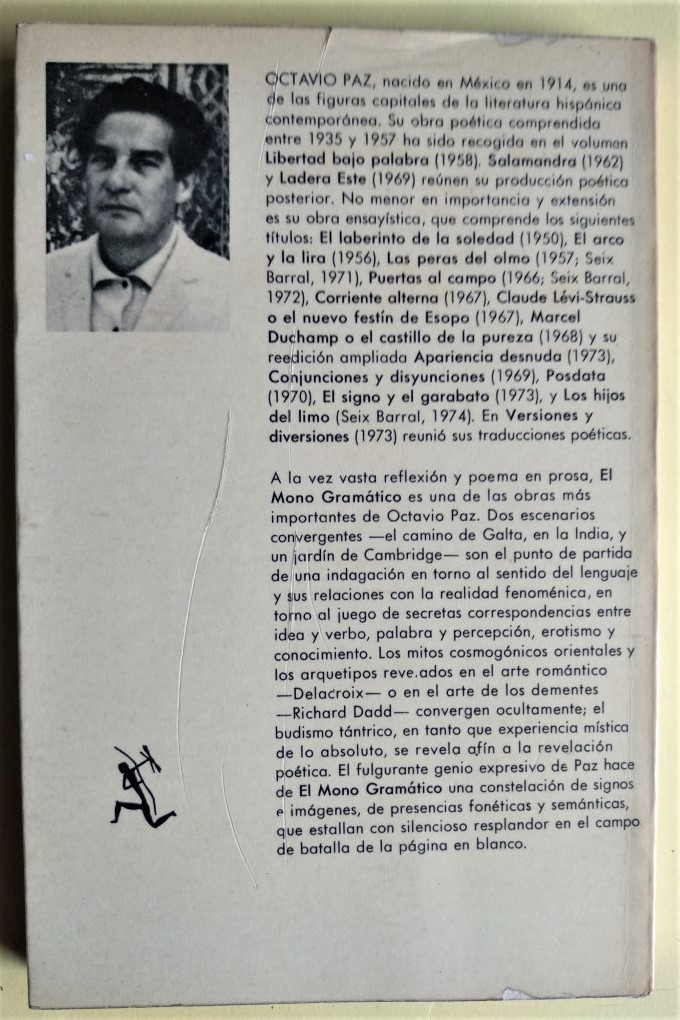 OCTAVIO PAZ, nacido en México en 1914, es una
de las figuras capitales de la literatura hispánica
contemporánea. Su obra poética comprendida
entre 1935 y 1957 ha sido recogida en el volumen
Libertad bajo palabra (1958). Salamandra (1962)
y Ladera Este (1969) reúnen su producción poética
posterior. No menor en importancia y extensión
es su obra ensayística, que comprende los siguientes
títulos: El laberinto de la soledad (1950), El arco
y la lira (1956), Las peras del olmo (1957; Seix
Barral, 1971), Puertas al campo (1966; Seix Barral,
1972), Corriente alterna (1967), Claude Lévi-Strauss
o el nuevo festín de Esopo (1967), Marcel
Duchamp o el castillo de la pureza (1968) y su
reedición ampliada Apariencia desnuda (1973),
Conjunciones y disyunciones (1969), Posdata
(1970), El signo y el garabato (1973), y Los hijos
del limo (Seix Barral, 1974). En Versiones y
diversiones (1973) reunió sus traducciones poéticas.
A la vez vasta reflexión y poema en prosa, El
Mono Gramático es una de las obras más
importantes de Octavio Paz. Dos escenarios
convergentes —el camino de Galta, en la India, y
un jardín de Cambridge— son el punto de partida
de una indagación en torno al sentido del lenguaje
y sus relaciones con la realidad fenoménica, en
torno al juego de secretas correspondencias entre
idea y verbo, palabra y percepción, erotismo y
conocimiento. Los mitos cosmogónicos orientales y
los arquetipos revelados en el arte romántico
—Delacroix— o en el arte de los dementes
—Richard Dadd— convergen ocultamente; el
budismo tántrico, en tanto que experiencia mística
de lo absoluto, se revela afín a la revelación
poética. El fulgurante genio expresivo de Paz hace
de El Mono Gramático una constelación de signos
e imágenes, de presencias fonéticas y semánticas,
que estallan con silencioso resplandor en el campo
de batalla de la página en blanco.